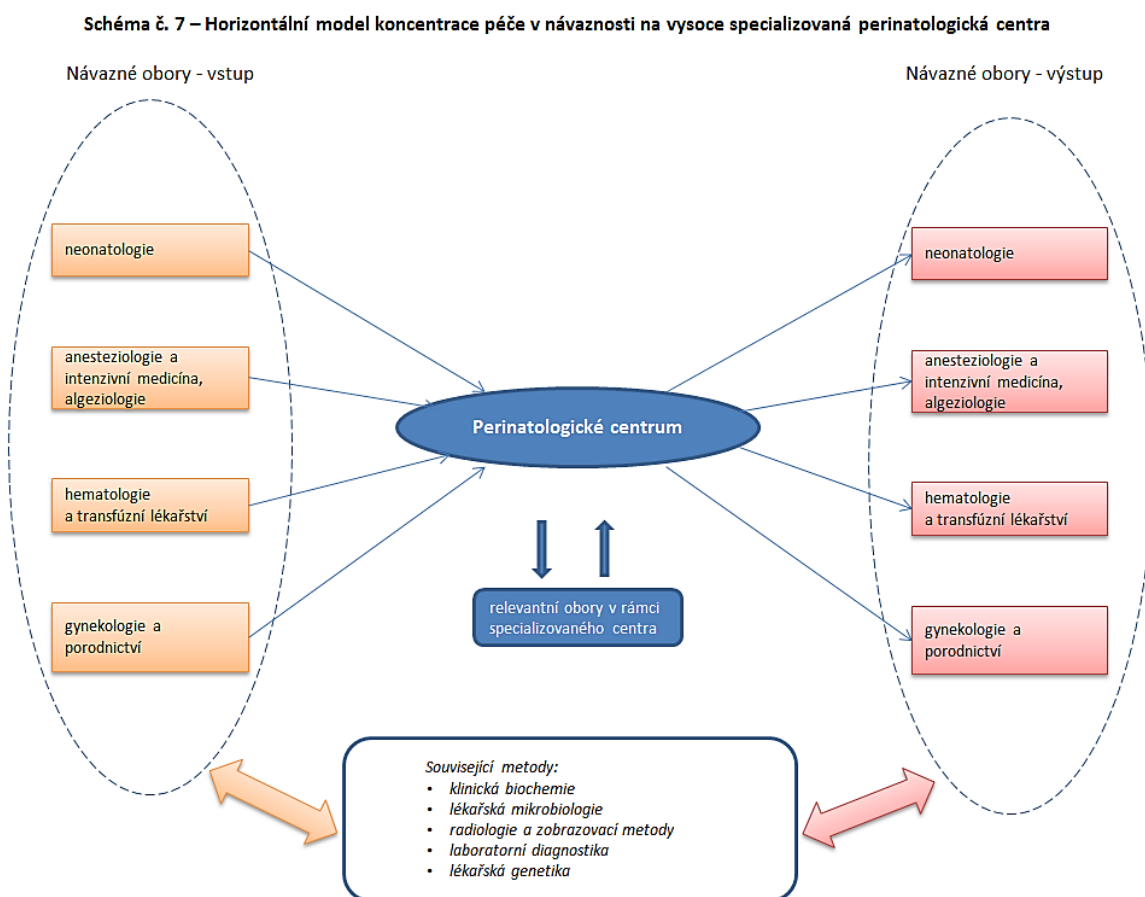 Schéma č. 7 – Horizontální model koncentrace péče v návaznosti na vysoce specializovaná perinatologická centra
Návazné obory - vstup
Návazné obory - výstup
neonatologie
anesteziologie a
intenzivní medicína,
algeziologie
hematologie
a transfúzní lékařství
gynekologie a
porodnictví
Perinatologické centrum
relevantní obory v rámci
specializovaného centra
neonatologie
anesteziologie a
intenzivní medicína,
algeziologie
hematologie
a transfúzní lékařství
gynekologie a
porodnictví
Související metody:
• klinická biochemie
• lékařská mikrobiologie
• radiologie a zobrazovací metody
• laboratorní diagnostika
• lékařská genetika